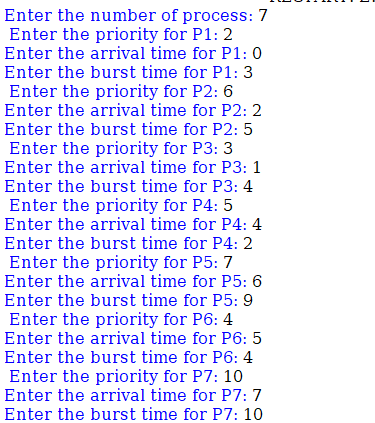 Enter the number of process: 7
Enter the priority for P1: 2
Enter the arrival time for P1: 0
Enter the burst time for P1: 3
Enter the priority for P2: 6
Enter the arrival time for P2: 2
Enter the burst time for P2: 5
Enter the priority for P3: 3
Enter the arrival time for P3: 1
Enter the burst time for P3: 4
Enter the priority for P4: 5
Enter the arrival time for P4: 4
Enter the burst time for P4: 2
Enter the priority for P5: 7
Enter the arrival time for P5: 6
Enter the burst time for P5: 9
Enter the priority for P6: 4
Enter the arrival time for P6: 5
Enter the burst time for P6: 4
Enter the priority for P7: 10
Enter the arrival time for P7: 7
Enter the burst time for P7: 10